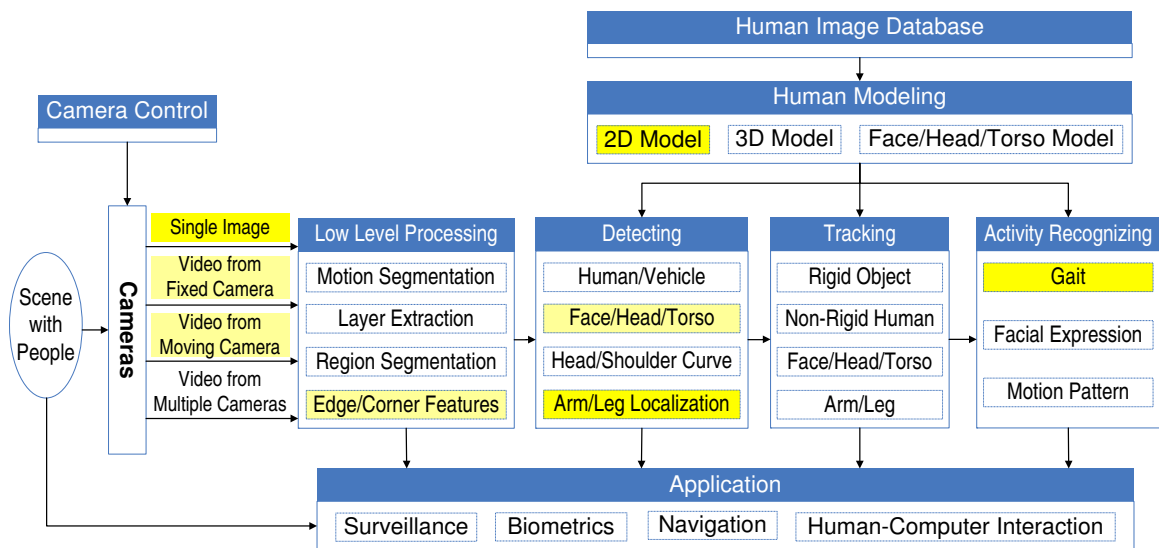 Human Image Database
Human Modeling
2D Model
3D Model
Face/Head/Torso Model
Camera Control
Scene
with
People
Cameras
Single Image
Video from
Fixed Camera
Video from
Moving Camera
Video from
Multiple Cameras
Low Level Processing
Motion Segmentation
Layer Extraction
Region Segmentation
Edge/Corner Features
Detecting
Human/Vehicle
Face/Head/Torso
Head/Shoulder Curve
Arm/Leg Localization
Tracking
Rigid Object
Non-Rigid Human
Face/Head/Torso
Arm/Leg
Activity Recognizing
Gait
Facial Expression
Motion Pattern
Application
Surveillance
Biometrics
Navigation
Human-Computer Interaction